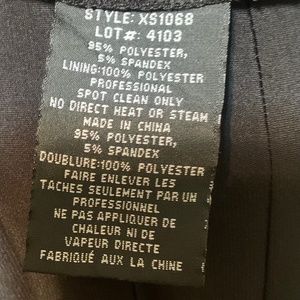 STYLE: XS1068
LOT#: 4103
95% POLYESTER,
5% SPANDEX
LINING:100% POLYESTER
PROFESSIONAL
SPOT CLEAN ONLY
NO DIRECT HEAT OR STEAM
MADE IN CHINA
95% POLYESTER,
5% SPANDEX
DOUBLURE:100% POLYESTER
FAIRE ENLEVER LES
TACHES SEULEMENT PAR UN
PROFESSIONNEL
NE PAS APPLIQUER DE
CHALEUR NI DE
VAPEUR DIRECTE
FABRIQUÉ AUX LA CHINE